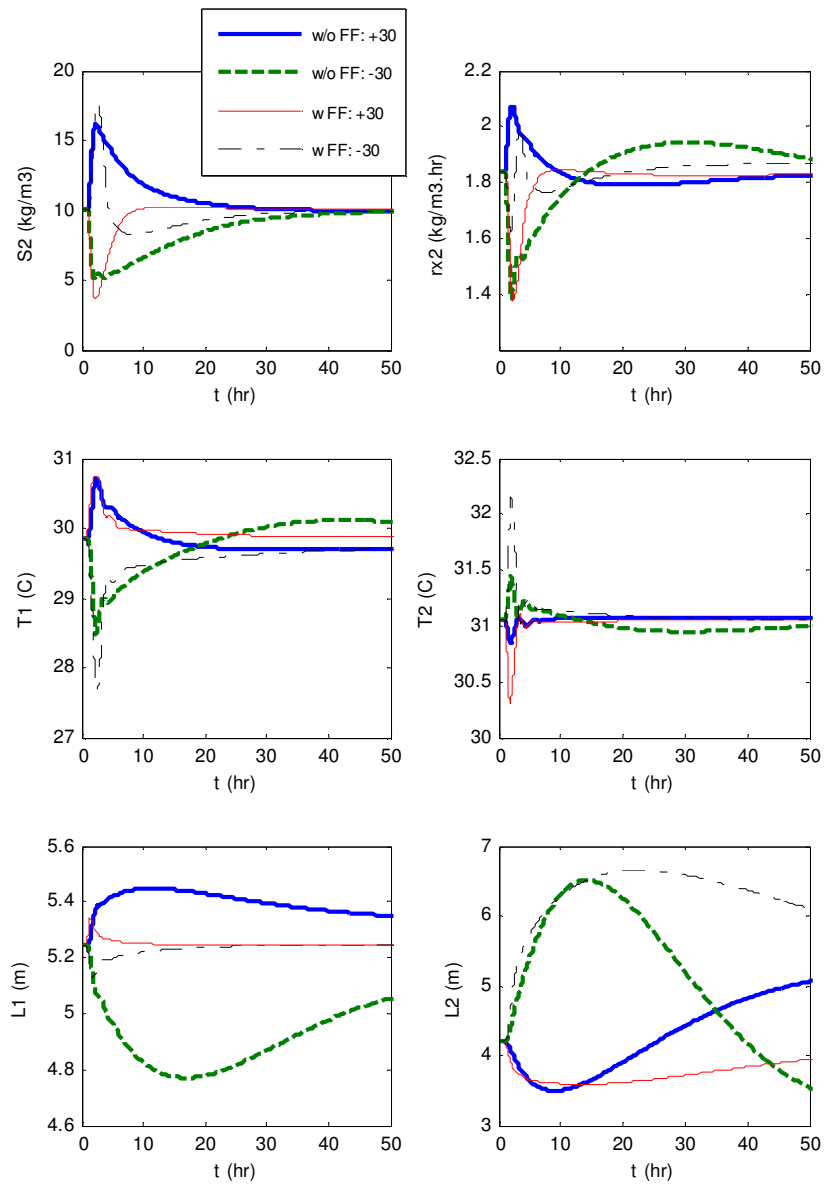 w/o FF: +30
w/o FF: -30
w FF: +30
w FF: -30
20
15
10
5
0
S2 (kg/m3)
0 10 20 30 40 50
t (hr)
2.2
2
1.8
1.6
1.4
rx2 (kg/m3.hr)
0 10 20 30 40 50
t (hr)
31
30
29
28
27
T1 (C)
0 10 20 30 40 50
t (hr)
32.5
32
31.5
31
30.5
30
T2 (C)
0 10 20 30 40 50
t (hr)
5.6
5.4
5.2
5
4.8
4.6
L1 (m)
0 10 20 30 40 50
t (hr)
7
6
5
4
3
L2 (m)
0 10 20 30 40 50
t (hr)